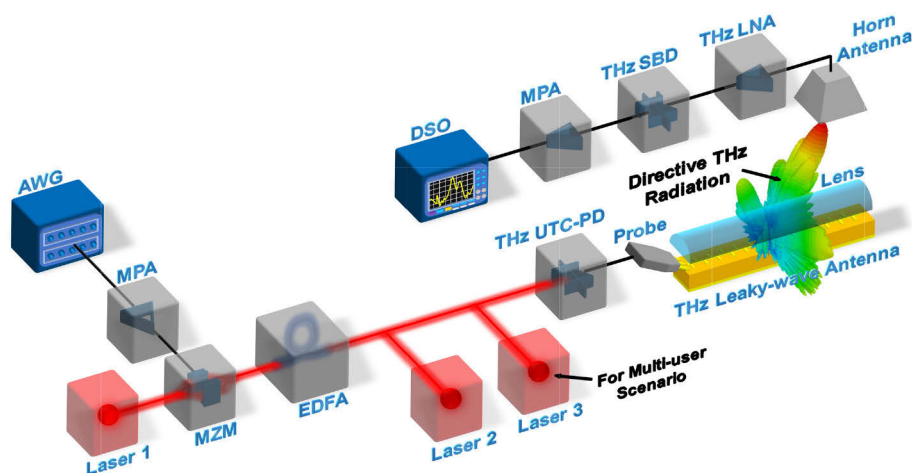 Horn
Antenna
THz LNA
THz SBD
MPA
DSO
Directive THz
Radiation
Lens
AWG
THz UTC-PD
Probe
MPA
THz Leaky-wave Antenna
For Multi-user
Scenario
EDFA
MZM
Laser 1
Laser 2
Laser 3